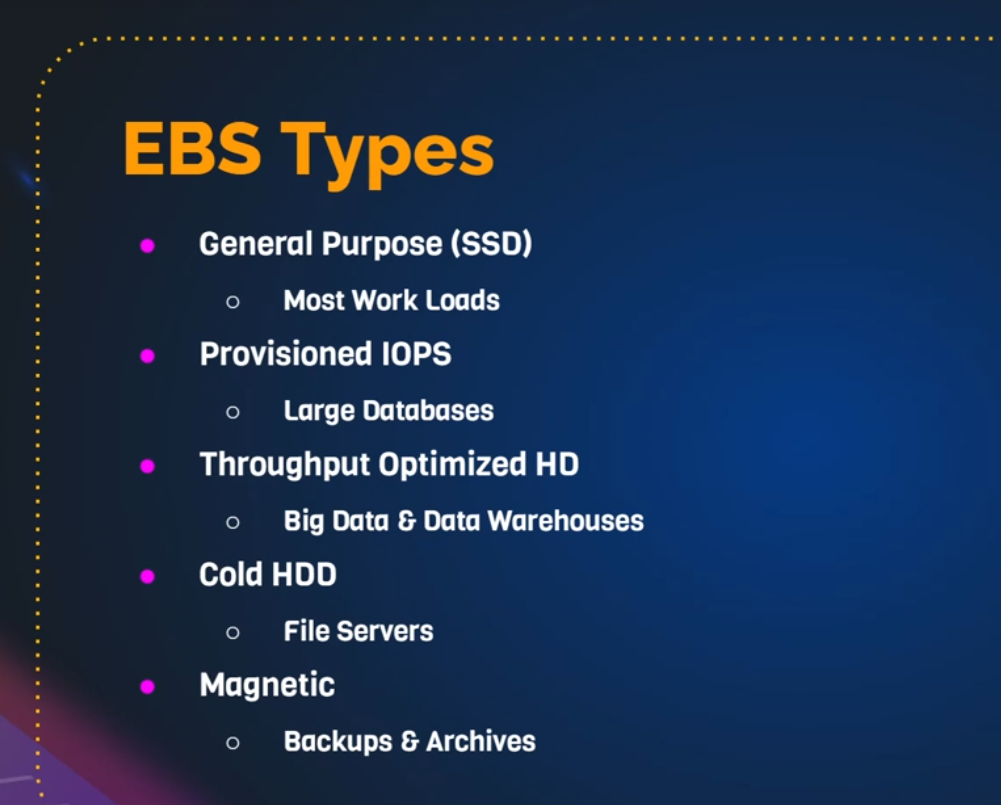 EBS Types
General Purpose (SSD)
Most Work Loads
Provisioned IOPS
Large Databases
Throughput Optimized HD
Big Data & Data Warehouses
Cold HDD
File Servers
Magnetic
Backups & Archives